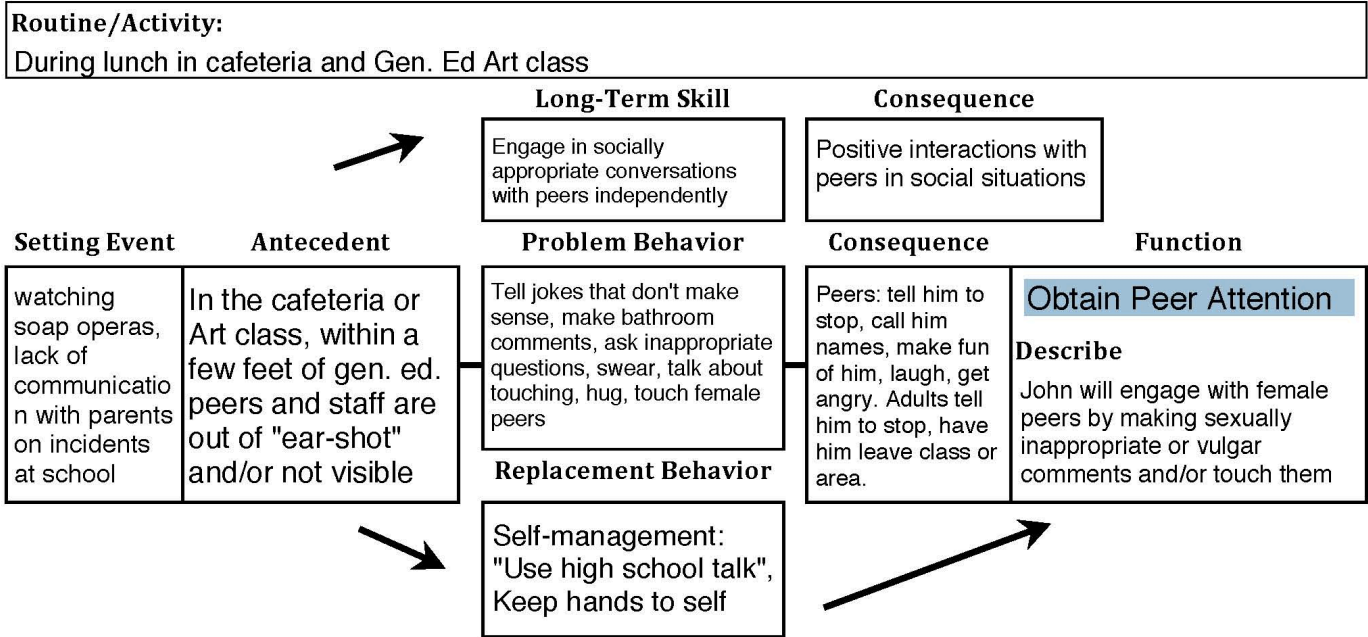 Routine/Activity:
During lunch in cafeteria and Gen. Ed Art class
Long-Term Skill
Engage in socially
appropriate conversations
with peers independently
Consequence
Positive interactions with
peers in social situations
Setting Event
watching
soap operas,
lack of
communicatio
n with parents
on incidents
at school
Antecedent
In the cafeteria or
Art class, within a
few feet of gen. ed.
peers and staff are
out of "ear-shot"
and/or not visible
Problem Behavior
Tell jokes that don't make
sense, make bathroom
comments, ask inappropriate
questions, swear, talk about
touching, hug, touch female
peers
Consequence
Peers: tell him to
stop, call him
names, make fun
of him, laugh, get
angry. Adults tell
him to stop, have
him leave class or
area.
Function
Obtain Peer Attention
Describe
John will engage with female
peers by making sexually
inappropriate or vulgar
comments and/or touch them
Replacement Behavior
Self-management:
"Use high school talk",
Keep hands to self